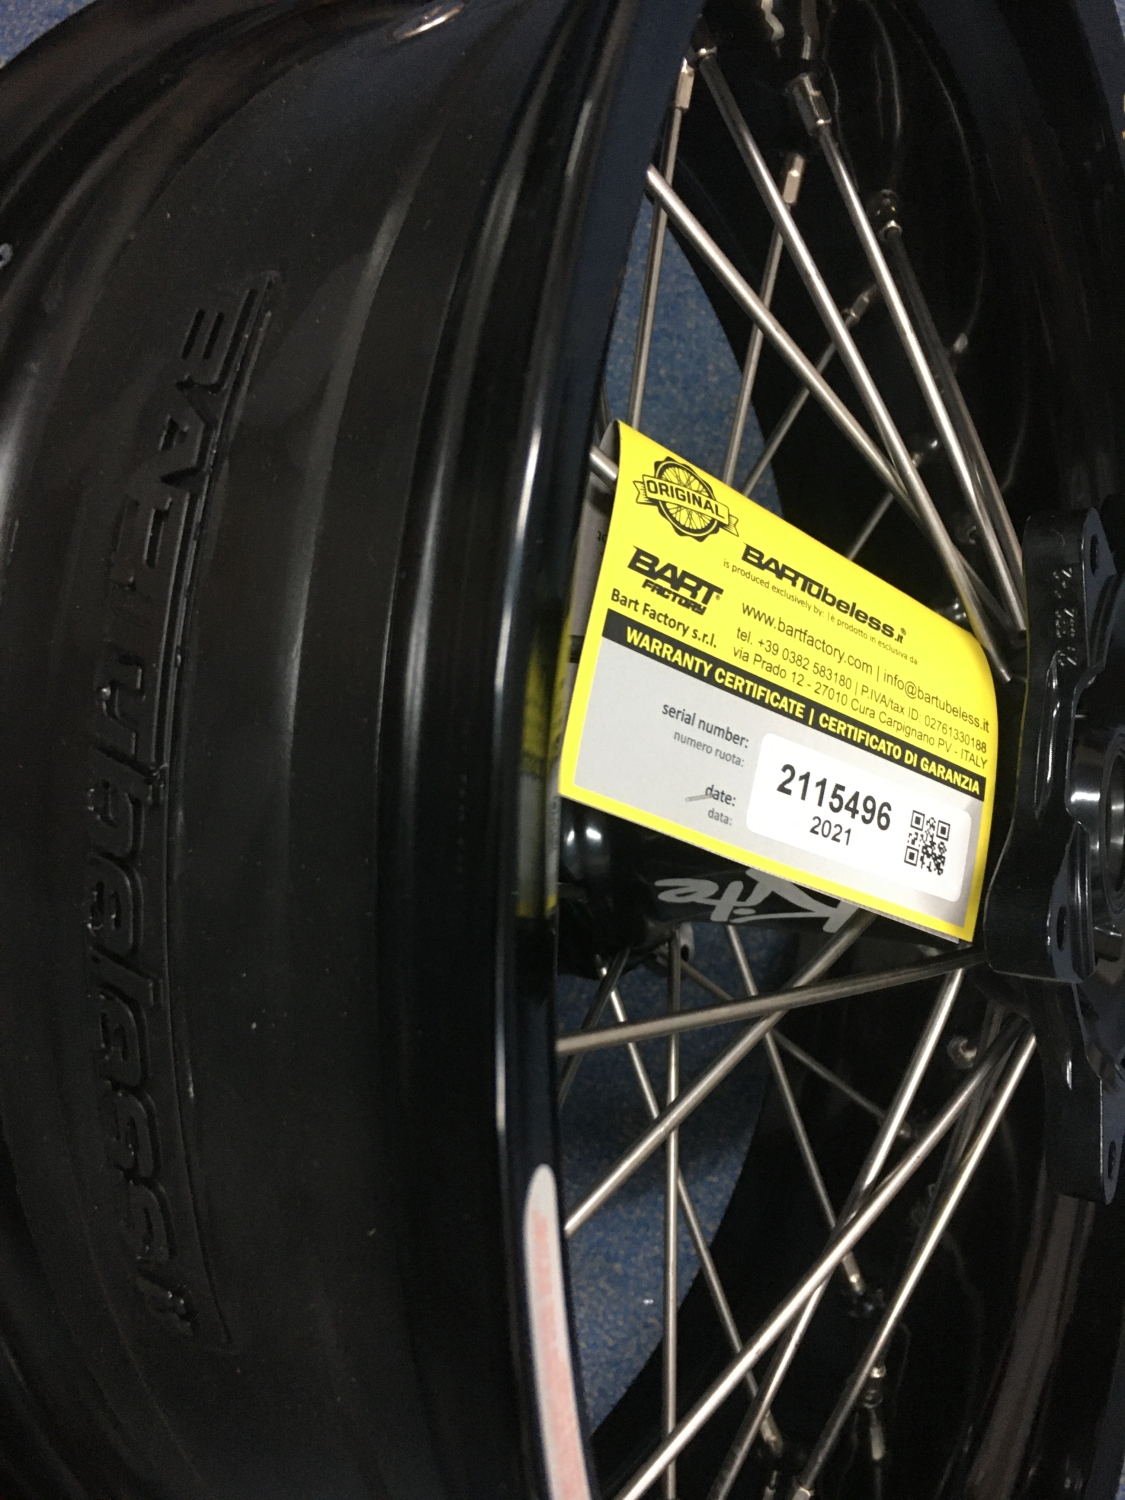 ORIGINAL
BARTubeless.it®
is produced exclusively by: | è prodotto in esclusiva da
BART®
FACTORY
Bart Factory s.r.l.
www.bartfactory.com | info@bartubeless.it
tel. +39 0382 583180 | P.IVA/tax ID. 02761330188
via Prado 12 - 27010 Cura Carpignano PV - ITALY
WARRANTY CERTIFICATE | CERTIFICATO DI GARANZIA
serial number:
numero ruota:
2115496
date:
data:
2021
Kite
BARTubeless.it